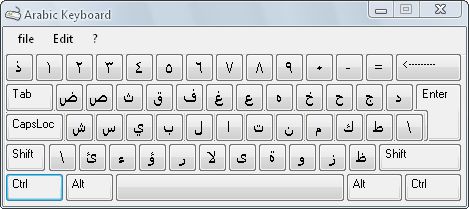 Arabic Keyboard
file Edit ?
ذ ١ ٢ ٣ ٤ ٥ ٦ ٧ ٨ ٩ ٠ - = <---------
Tab ض ص ث ق ف غ ع ه خ ح ج د Enter
CapsLoc ش س ي ب ل ا ت ن م ك ط \
Shift \ ئ ء ؤ ر لا ى ة و ز ظ Shift
Ctrl Alt Alt Ctrl